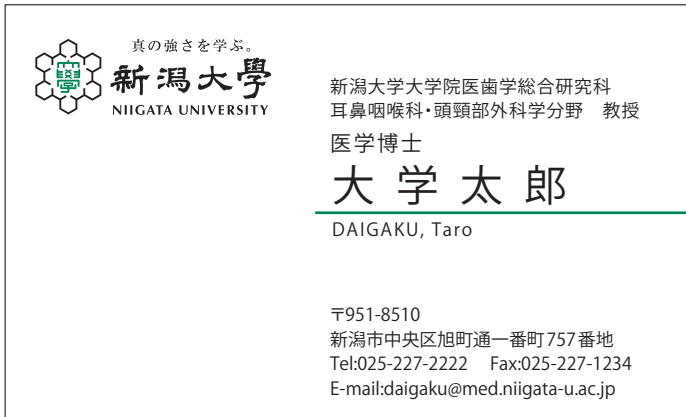 真の強さを学ぶ。
新潟大學
NIIGATA UNIVERSITY
新潟大学大学院医歯学総合研究科
耳鼻咽喉科・頭頸部外科学分野　教授
医学博士
大学太郎
DAIGAKU, Taro
〒951-8510
新潟市中央区旭町通一番町757番地
Tel:025-227-2222　Fax:025-227-1234
E-mail:daigaku@med.niigata-u.ac.jp